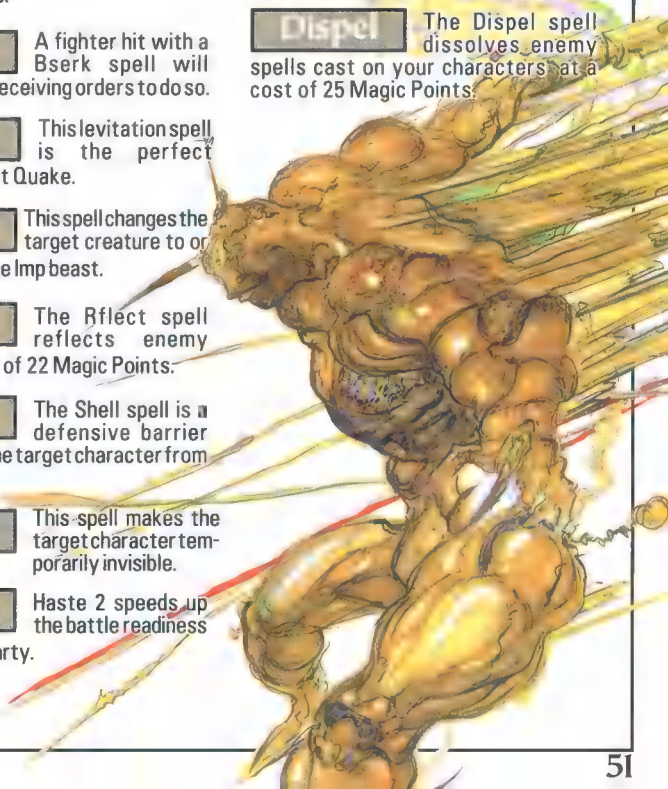 s.
A fighter hit with a
Bserk spell will
eceiving orders to do so.
This levitation spell
is the perfect
t Quake.
This spell changes the
target creature to or
e Imp beast.
The Rflect spell
reflects enemy
of 22 Magic Points.
The Shell spell is a
defensive barrier
e target character from
This spell makes the
target character tem-
porarily invisible.
Haste 2 speeds up
the battle readiness
arty.
Dispel
The Dispel spell
dissolves enemy
spells cast on your characters at a
cost of 25 Magic Points.
51